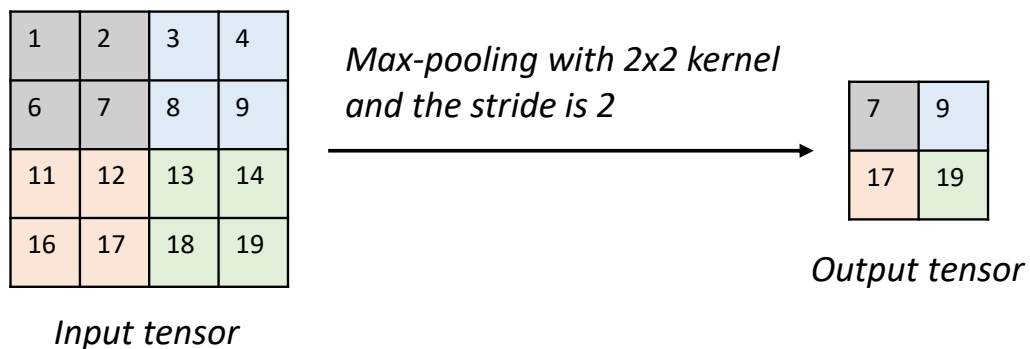 1 2 3 4
Max-pooling with 2x2 kernel
6 7 8 9
and the stride is 2
7 9
11 12 13 14
17 19
16 17 18 19
Output tensor
Input tensor